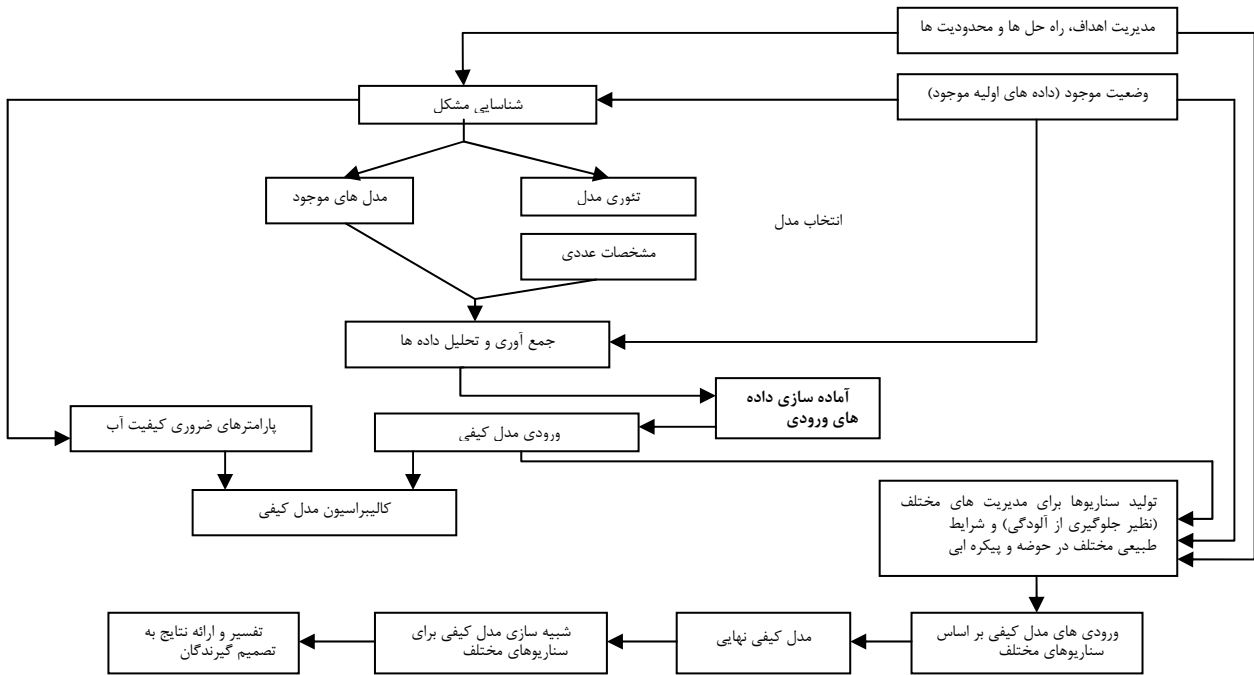 مدیریت اهداف، راه حل ها و محدودیت ها
وضعیت موجود (داده های اولیه موجود)
شناسایی مشکل
مدل های موجود
تئوری مدل
انتخاب مدل
مشخصات عددی
جمع آوری و تحلیل داده ها
آماده سازی داده
های ورودی
پارامترهای ضروری کیفیت آب
ورودی مدل کیفی
کالیبراسیون مدل کیفی
تولید سناریوها برای مدیریت های مختلف
(نظیر جلوگیری از آلودگی) و شرایط
طبیعی مختلف در حوضه و پیکره ابی
ورودی های مدل کیفی بر اساس
سناریوهای مختلف
مدل کیفی نهایی
شبیه سازی مدل کیفی برای
سناریوهای مختلف
تفسیر و ارائه نتایج به
تصمیم گیرندگان